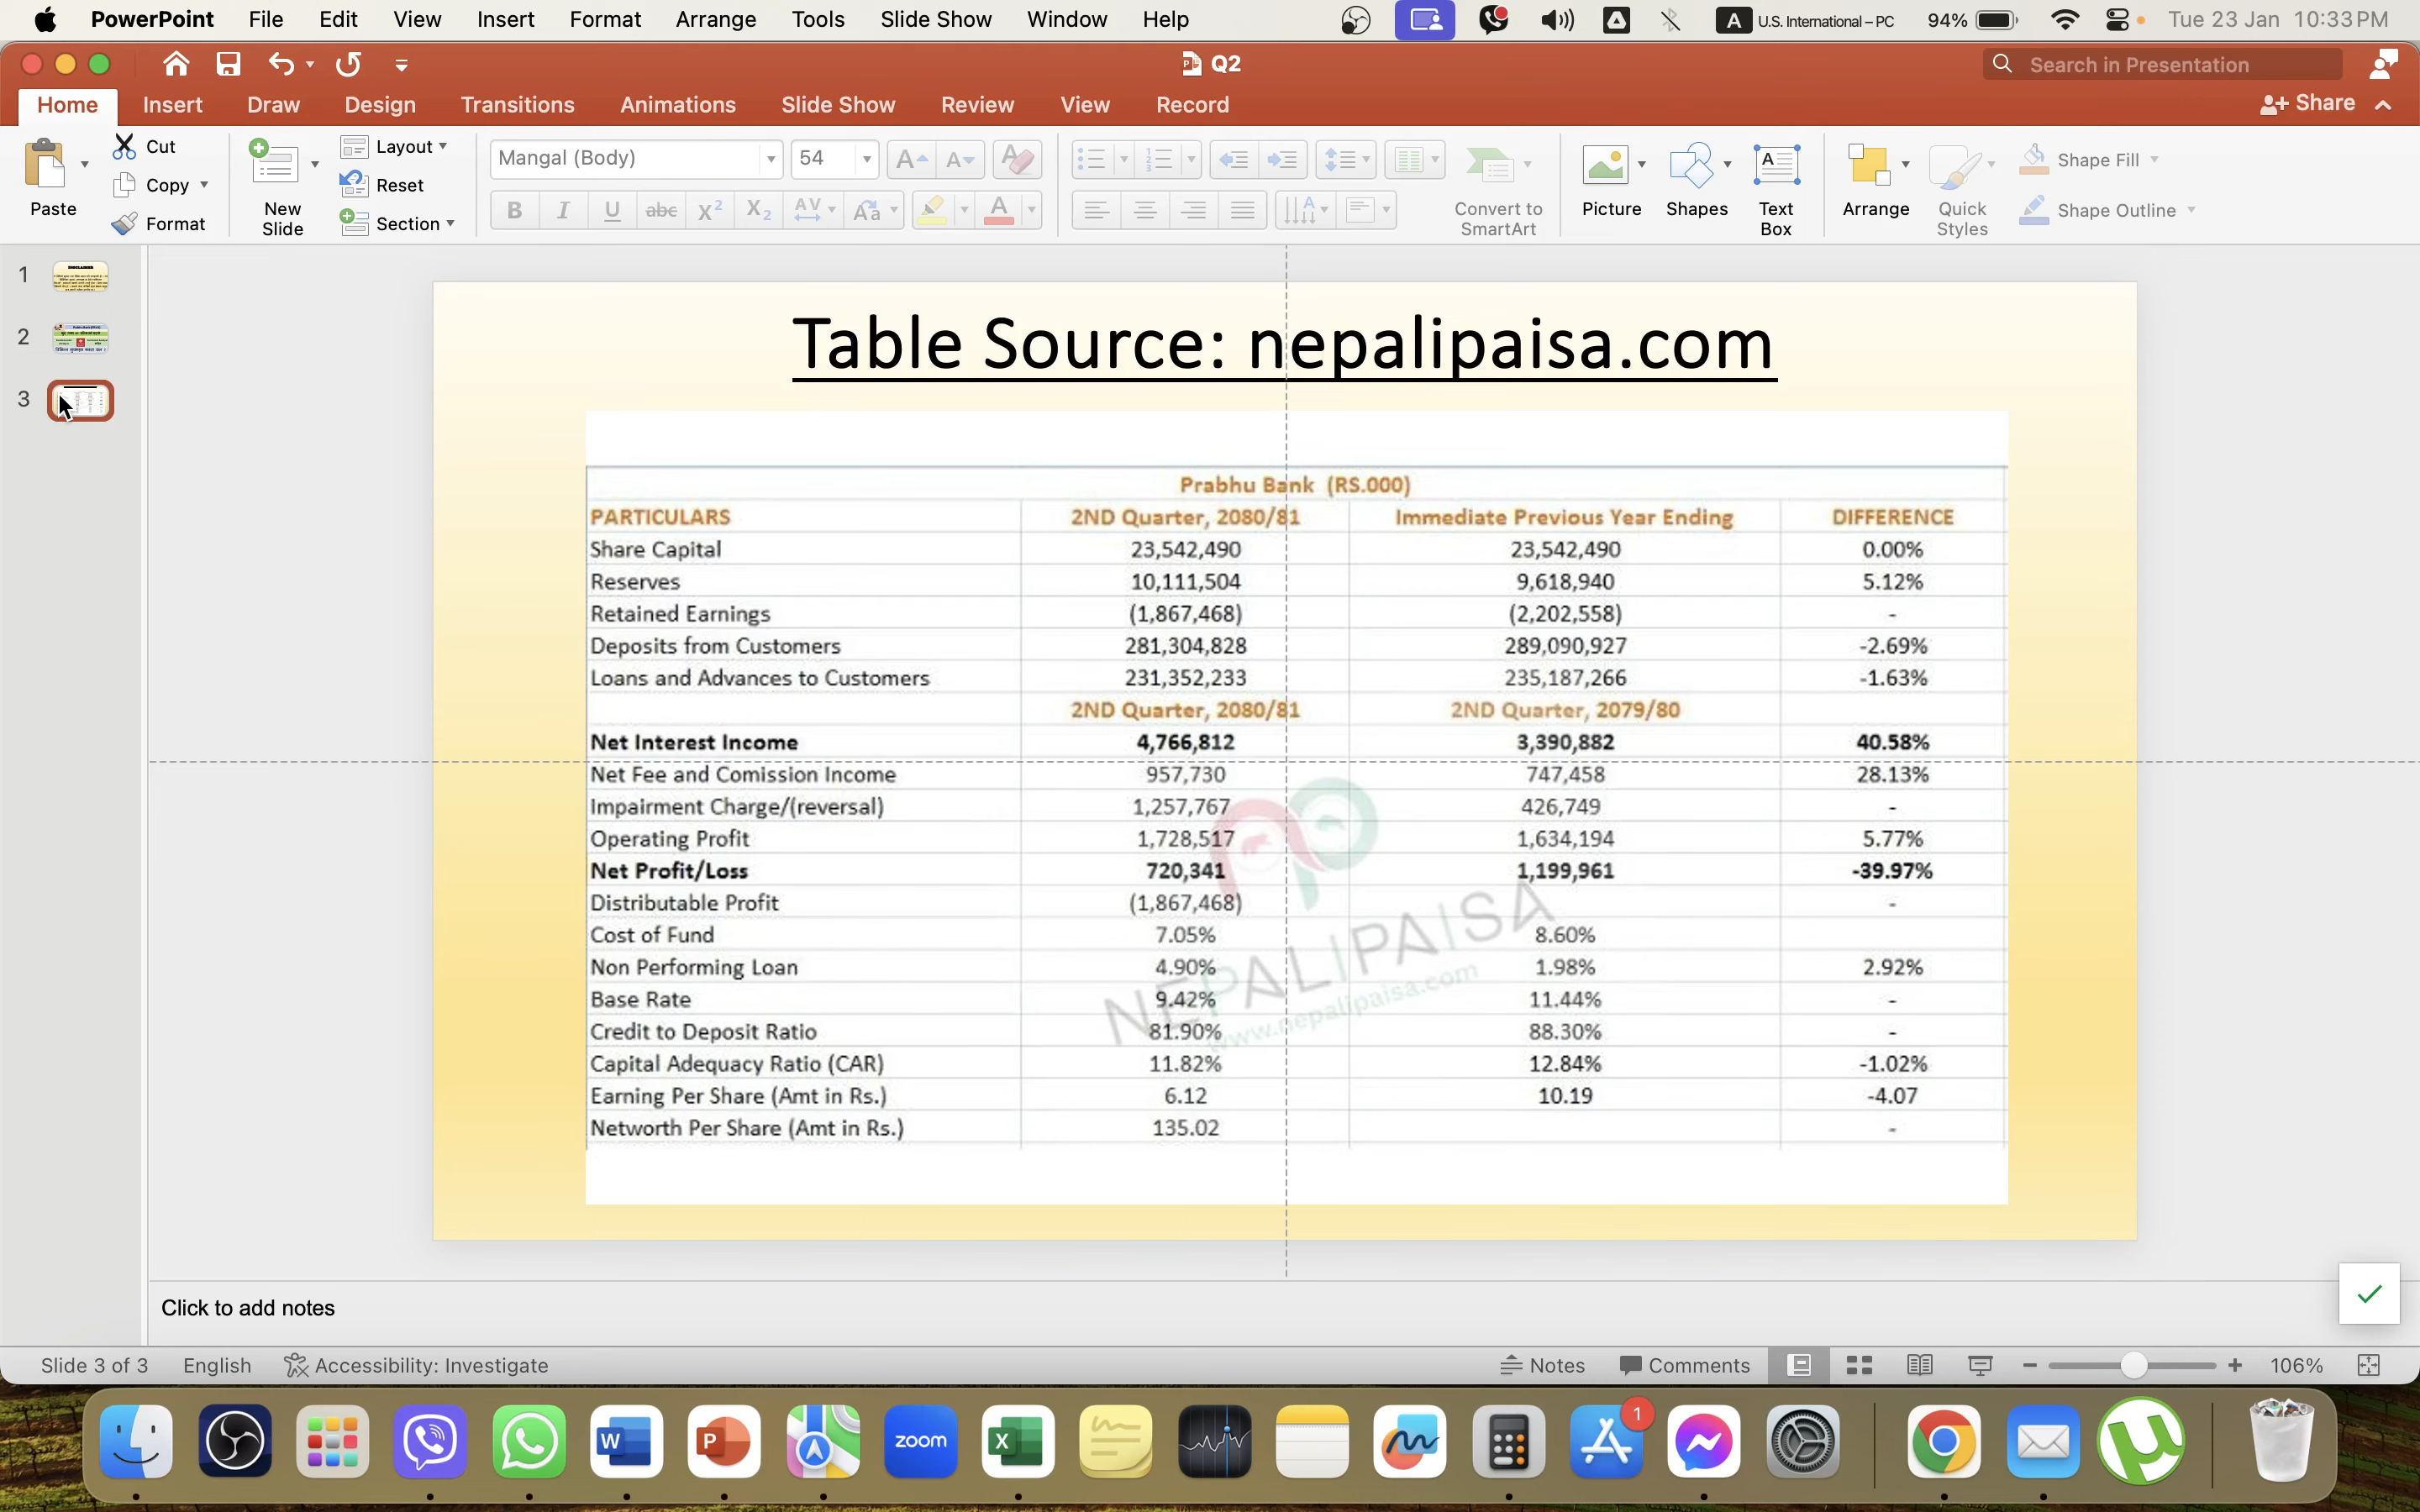 PowerPoint File Edit View Insert Format Arrange Tools Slide Show Window Help A U.S. International – PC 94% Tue 23 Jan 10:33 PM
Q2 Search in Presentation
Home Insert Draw Design Transitions Animations Slide Show Review View Record Share
Paste Cut Copy Format
New Slide Layout Reset Section
Mangal (Body) 54
Convert to SmartArt Picture Shapes Text Box Arrange Quick Styles Shape Fill Shape Outline
1
2
3
Table Source: nepalipaisa.com
Prabhu Bank (RS.000)
PARTICULARS 2ND Quarter, 2080/81 Immediate Previous Year Ending DIFFERENCE
Share Capital 23,542,490 23,542,490 0.00%
Reserves 10,111,504 9,618,940 5.12%
Retained Earnings (1,867,468) (2,202,558) -
Deposits from Customers 281,304,828 289,090,927 -2.69%
Loans and Advances to Customers 231,352,233 235,187,266 -1.63%
2ND Quarter, 2080/81 2ND Quarter, 2079/80
Net Interest Income 4,766,812 3,390,882 40.58%
Net Fee and Comission Income 957,730 747,458 28.13%
Impairment Charge/(reversal) 1,257,767 426,749 -
Operating Profit 1,728,517 1,634,194 5.77%
Net Profit/Loss 720,341 1,199,961 -39.97%
Distributable Profit (1,867,468) -
Cost of Fund 7.05% 8.60%
Non Performing Loan 4.90% 1.98% 2.92%
Base Rate 9.42% 11.44% -
Credit to Deposit Ratio 81.90% 88.30% -
Capital Adequacy Ratio (CAR) 11.82% 12.84% -1.02%
Earning Per Share (Amt in Rs.) 6.12 10.19 -4.07
Networth Per Share (Amt in Rs.) 135.02 -
NEPALIPAISA
www.nepalipaisa.com
Click to add notes
Slide 3 of 3 English Accessibility: Investigate Notes Comments 106%
W P zoom X 1